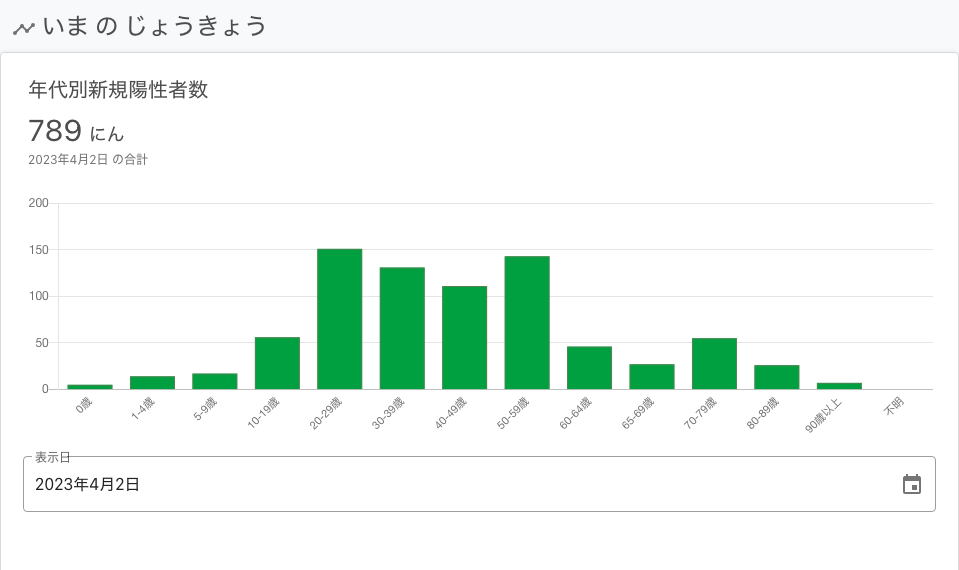 いま の じょうきょう
年代別新規陽性者数
789 にん
2023年4月2日 の合計
200
150
100
50
0
0歳
1-4歳
5-9歳
10-19歳
20-29歳
30-39歳
40-49歳
50-59歳
60-64歳
65-69歳
70-79歳
80-89歳
90歳以上
不明
表示日
2023年4月2日